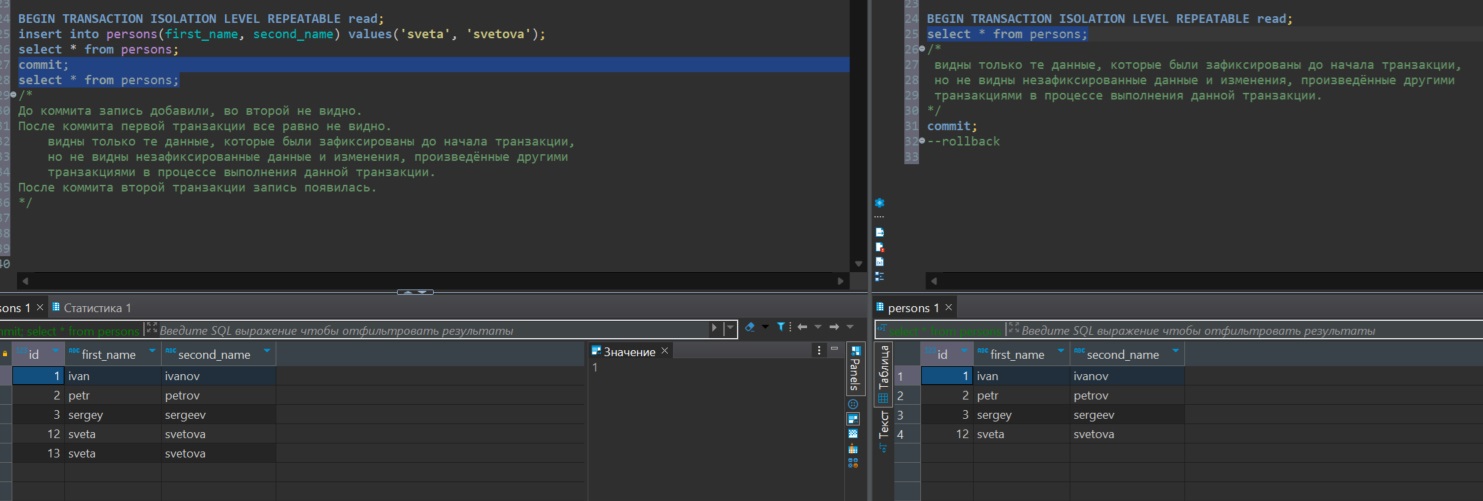 23
24 BEGIN TRANSACTION ISOLATION LEVEL REPEATABLE read;
25 insert into persons(first_name, second_name) values('sveta', 'svetova');
26 select * from persons;
27 commit;
28 select * from persons;
29 /*
30 До коммита запись добавили, во второй не видно.
31 После коммита первой транзакции все равно не видно.
32 видны только те данные, которые были зафиксированы до начала транзакции,
33 но не видны незафиксированные данные и изменения, произведённые другими
34 транзакциями в процессе выполнения данной транзакции.
35 После коммита второй транзакции запись появилась.
36 */
37
38
39
40
23
24 BEGIN TRANSACTION ISOLATION LEVEL REPEATABLE read;
25 select * from persons;
26 /*
27 видны только те данные, которые были зафиксированы до начала транзакции,
28 но не видны незафиксированные данные и изменения, произведённые другими
29 транзакциями в процессе выполнения данной транзакции.
30 */
31 commit;
32 --rollback
33
sons 1 Статистика 1
mmit; select * from persons Введите SQL выражение чтобы отфильтровать результаты
id first_name second_name
1 ivan ivanov
2 petr petrov
3 sergey sergeev
12 sveta svetova
13 sveta svetova
Значение
1
Panels
persons 1
select * from persons Введите SQL выражение чтобы отфильтровать результаты
Таблица
Текст
id first_name second_name
1 1 ivan ivanov
2 2 petr petrov
3 3 sergey sergeev
4 12 sveta svetova